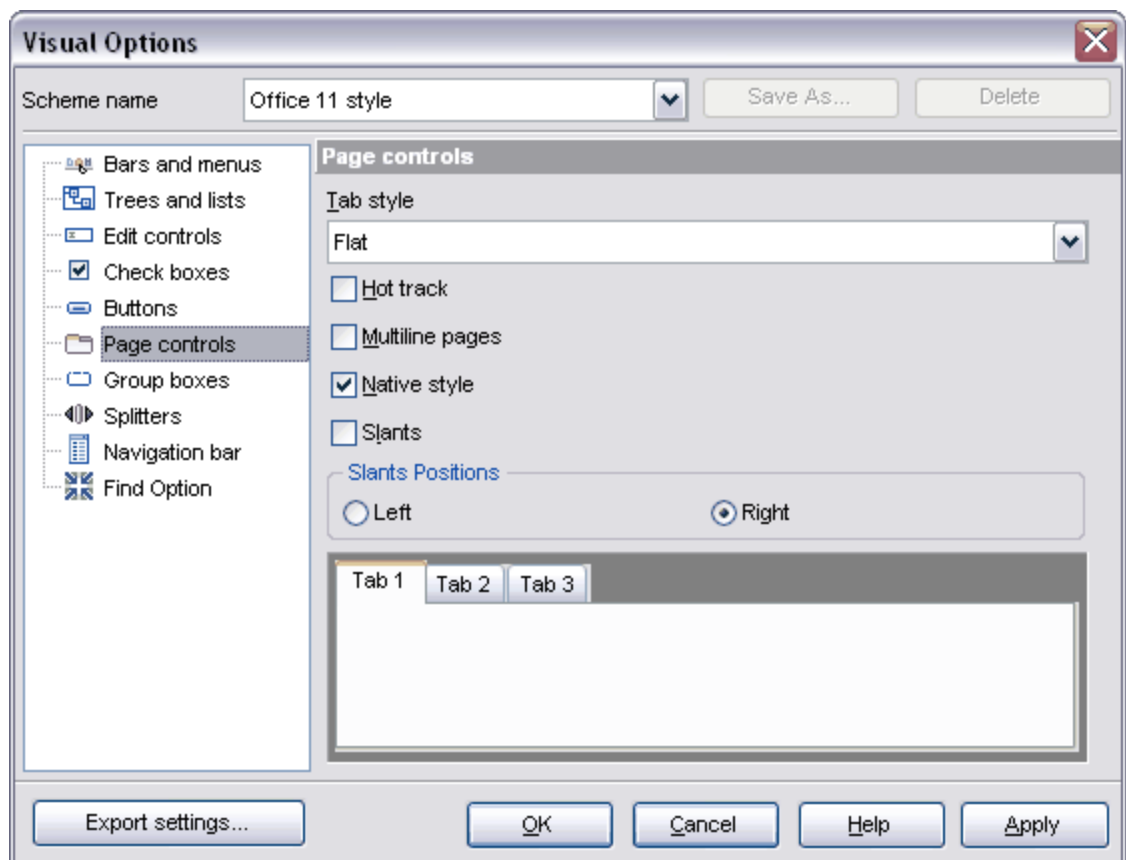 Visual Options
Scheme name
Office 11 style
Save As...
Delete
Bars and menus
Trees and lists
Edit controls
Check boxes
Buttons
Page controls
Group boxes
Splitters
Navigation bar
Find Option
Page controls
Tab style
Flat
Hot track
Multiline pages
Native style
Slants
Slants Positions
Left
Right
Tab 1
Tab 2
Tab 3
Export settings...
OK
Cancel
Help
Apply